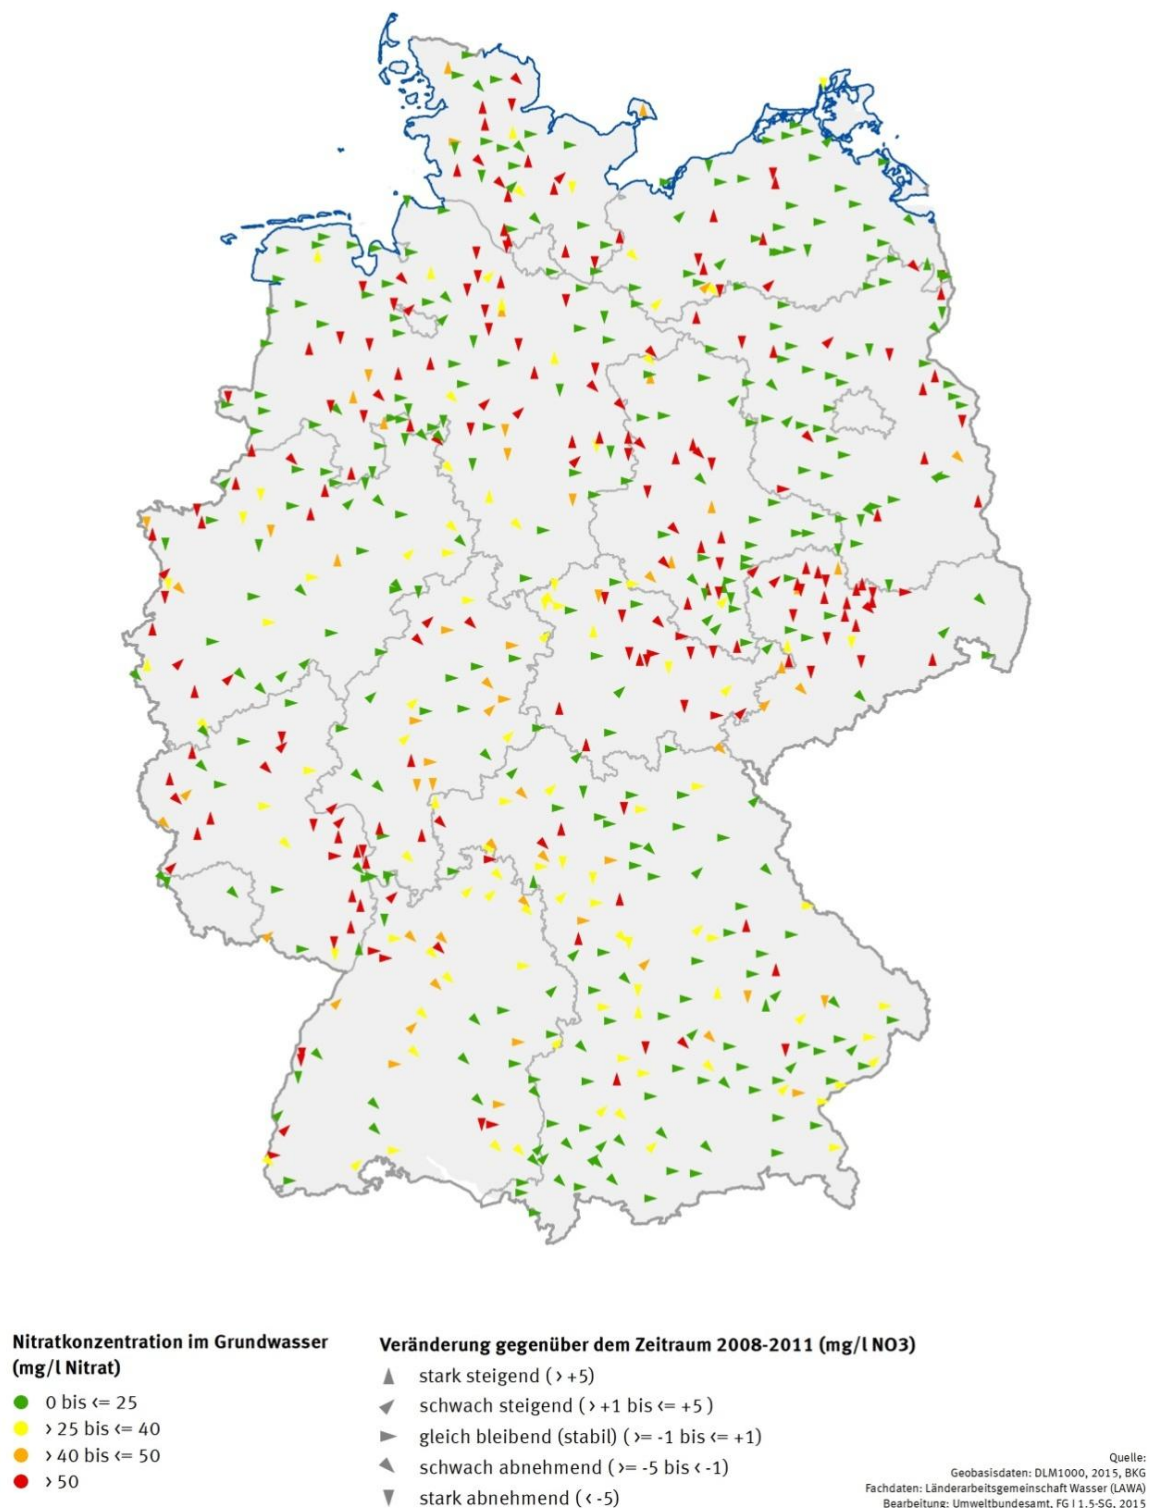 Nitratkonzentration im Grundwasser
(mg/l Nitrat)
0 bis <= 25
> 25 bis <= 40
> 40 bis <= 50
> 50
Veränderung gegenüber dem Zeitraum 2008-2011 (mg/l NO3)
stark steigend ( > +5)
schwach steigend ( > +1 bis <= +5 )
gleich bleibend (stabil) ( >= -1 bis <= +1)
schwach abnehmend ( >= -5 bis < -1)
stark abnehmend ( < -5)
Quelle:
Geobasisdaten: DLM1000, 2015, BKG
Fachdaten: Länderarbeitsgemeinschaft Wasser (LAWA)
Bearbeitung: Umweltbundesamt, FG I 1.5-SG, 2015